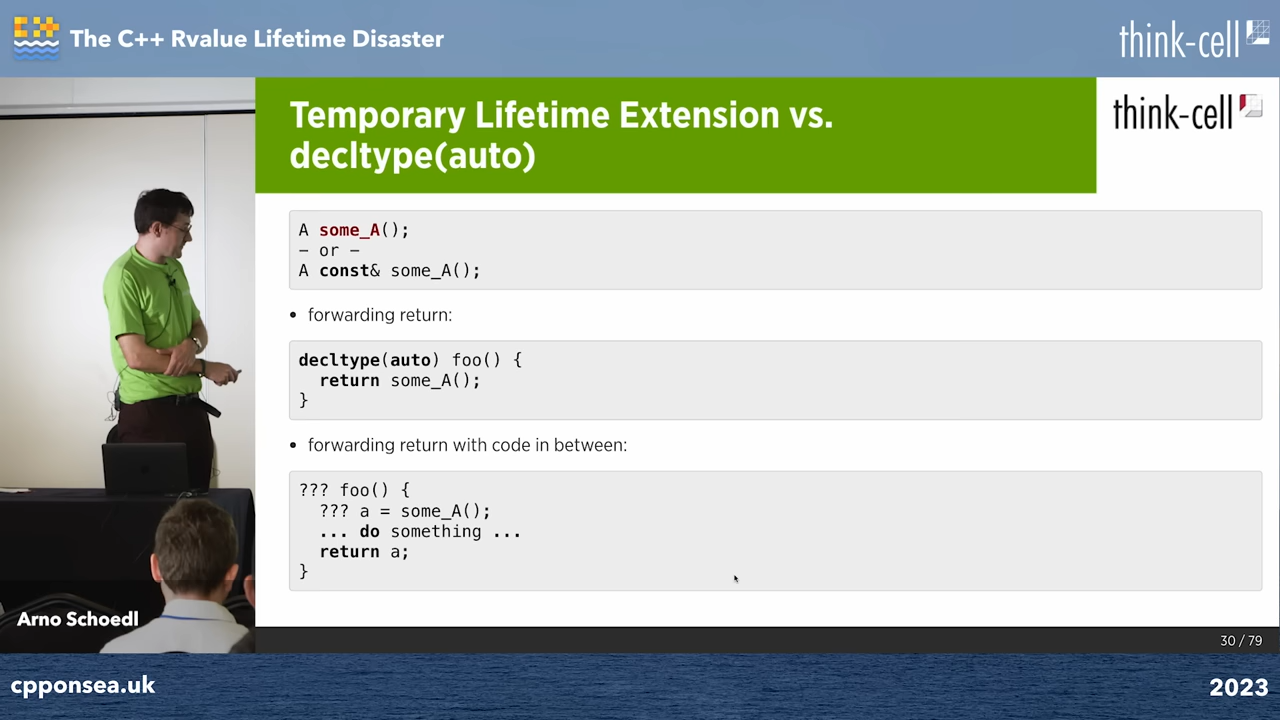 The C++ Rvalue Lifetime Disaster
think-cell
Temporary Lifetime Extension vs.
decltype(auto)
think-cell
A some_A();
– or –
A const& some_A();
• forwarding return:
decltype(auto) foo() {
  return some_A();
}
• forwarding return with code in between:
??? foo() {
  ??? a = some_A();
  ... do something ...
  return a;
}
Arno Schoedl
30 / 79
cpponsea.uk
2023